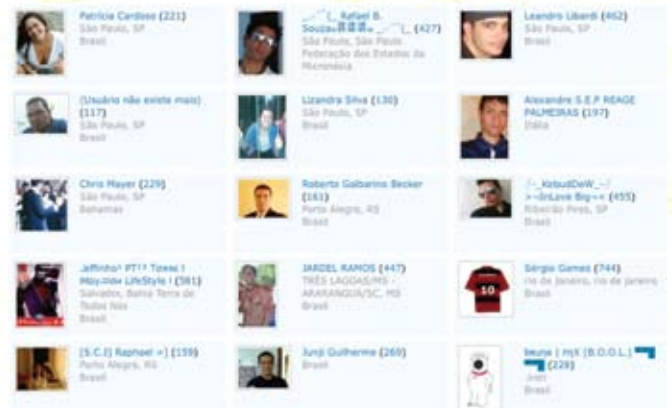 Patrícia Cardoso (221)
São Paulo, SP
Brasil
Rafael B.
(427)
São Paulo, São Paulo
Federação dos Estados da
Micronésia
Leandro Libardi (462)
São Paulo, SP
Brasil
(Usuário não existe mais)
(117)
São Paulo, SP
Brasil
Lizandra Silva (130)
São Paulo, SP
Brasil
Alexandre S.E.P REAGE
PALMEIRAS (197)
Itália
Chris Mayer (229)
São Paulo, SP
Bahamas
Roberto Galbarino Becker
(161)
Porto Alegre, RS
Brasil
(455)
Ribeirão Pires, SP
Brasil
LifeStyle ! (581)
Salvador, Bahia Terra de
Todos Nós
Brasil
JARDEL RAMOS (447)
TRÊS LAGOAS/MS -
ARARANGUÁ/SC, MS
Brasil
Sérgio Gomes (744)
rio de janeiro, rio de janeiro
Brasil
10
[S.C.I] Raphael =] (159)
Porto Alegre, RS
Brasil
Junji Guilherme (269)
Brasil
[B.O.O.L.]
(228)
Brasil